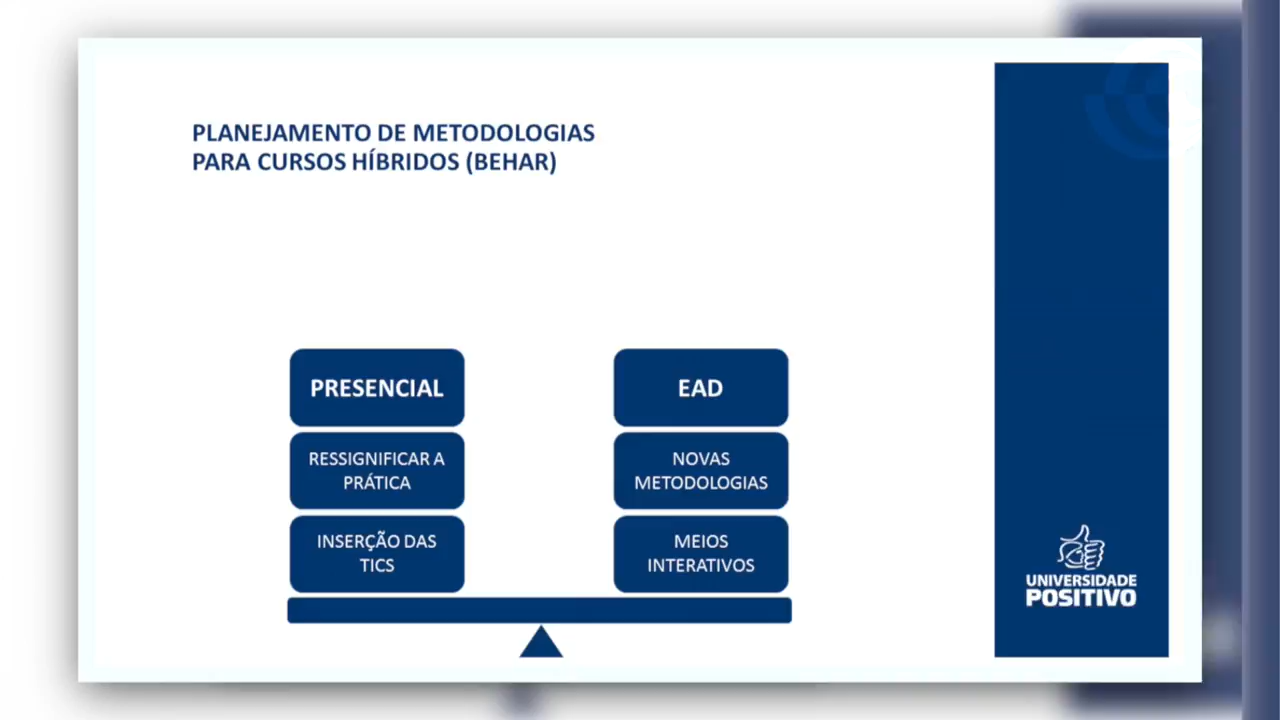 PLANEJAMENTO DE METODOLOGIAS
PARA CURSOS HÍBRIDOS (BEHAR)
PRESENCIAL
RESSIGNIFICAR A
PRÁTICA
INSERÇÃO DAS
TICS
EAD
NOVAS
METODOLOGIAS
MEIOS
INTERATIVOS
UNIVERSIDADE
POSITIVO